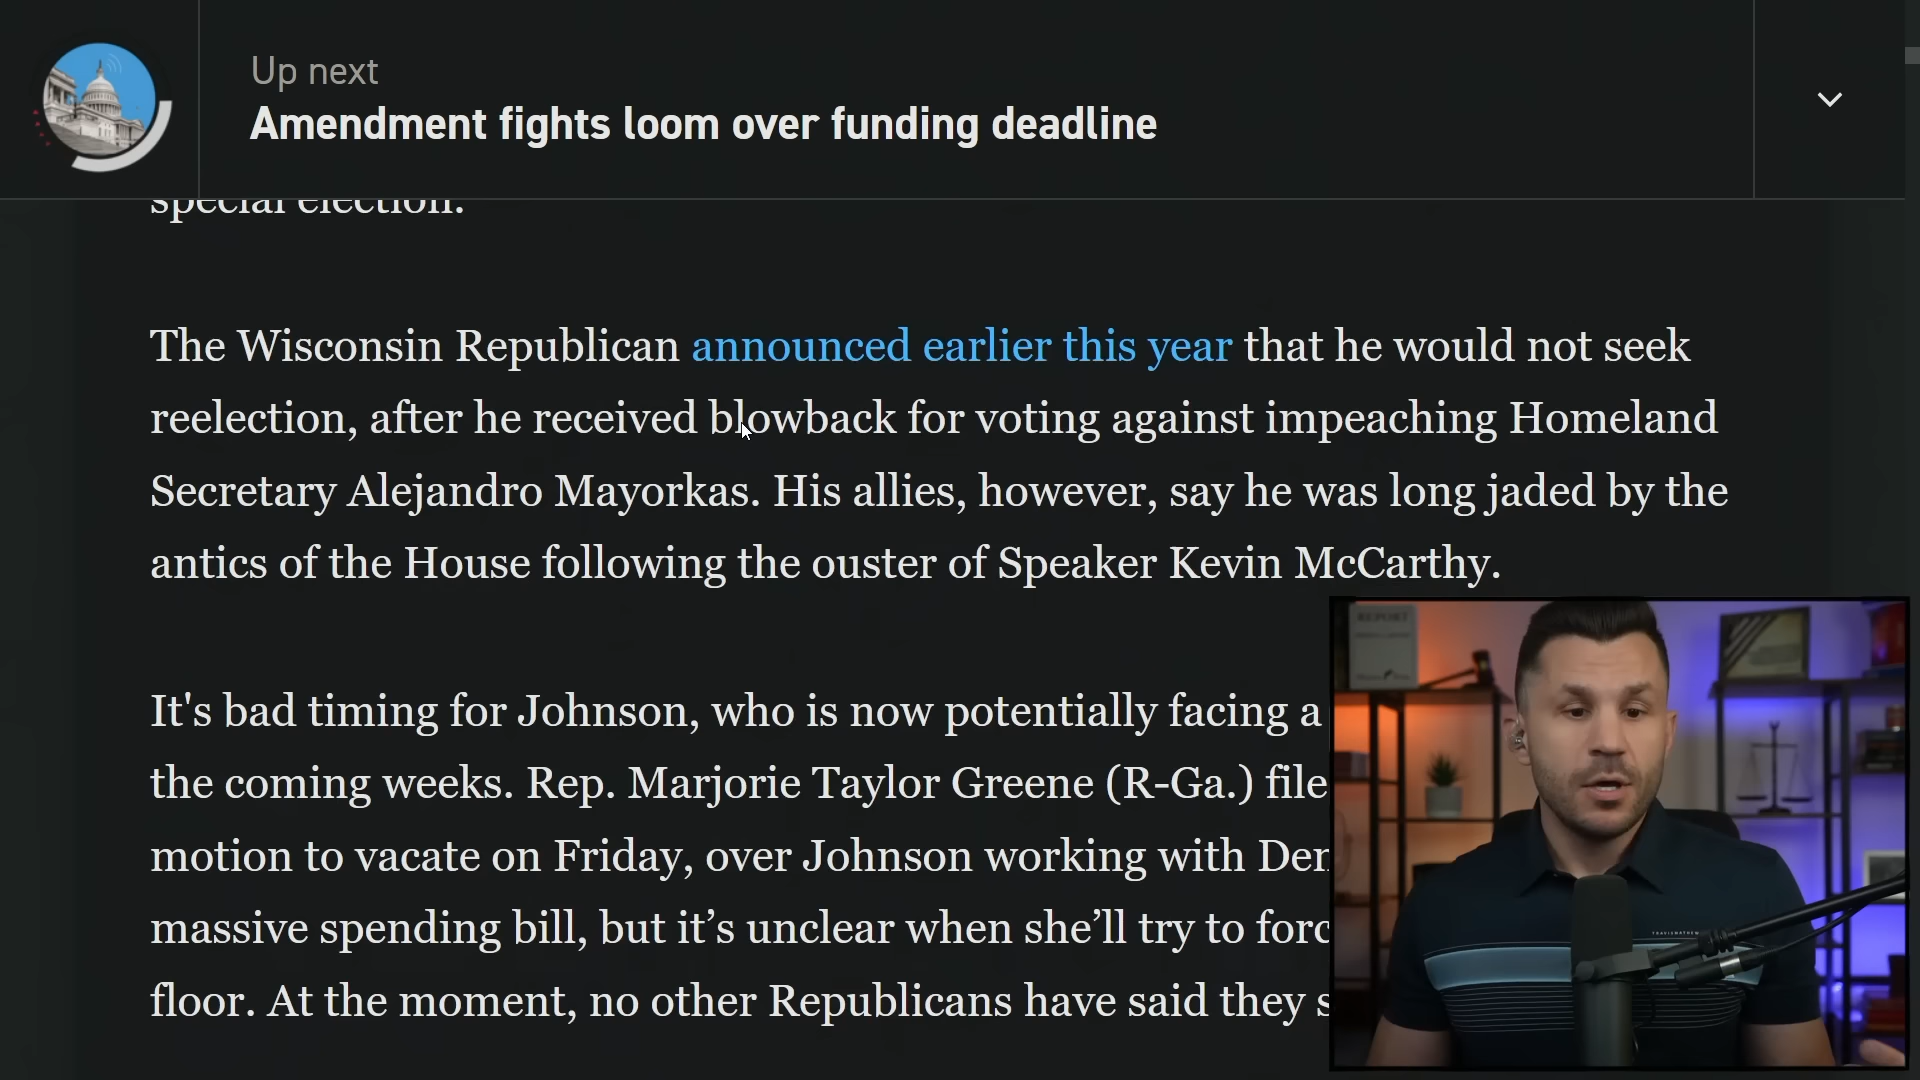 Up next
Amendment fights loom over funding deadline
special election.
The Wisconsin Republican announced earlier this year that he would not seek
reelection, after he received blowback for voting against impeaching Homeland
Secretary Alejandro Mayorkas. His allies, however, say he was long jaded by the
antics of the House following the ouster of Speaker Kevin McCarthy.
It's bad timing for Johnson, who is now potentially facing a
the coming weeks. Rep. Marjorie Taylor Greene (R-Ga.) file
motion to vacate on Friday, over Johnson working with Dem
massive spending bill, but it’s unclear when she’ll try to forc
floor. At the moment, no other Republicans have said they s
REPORT
TRAVISMATHEW